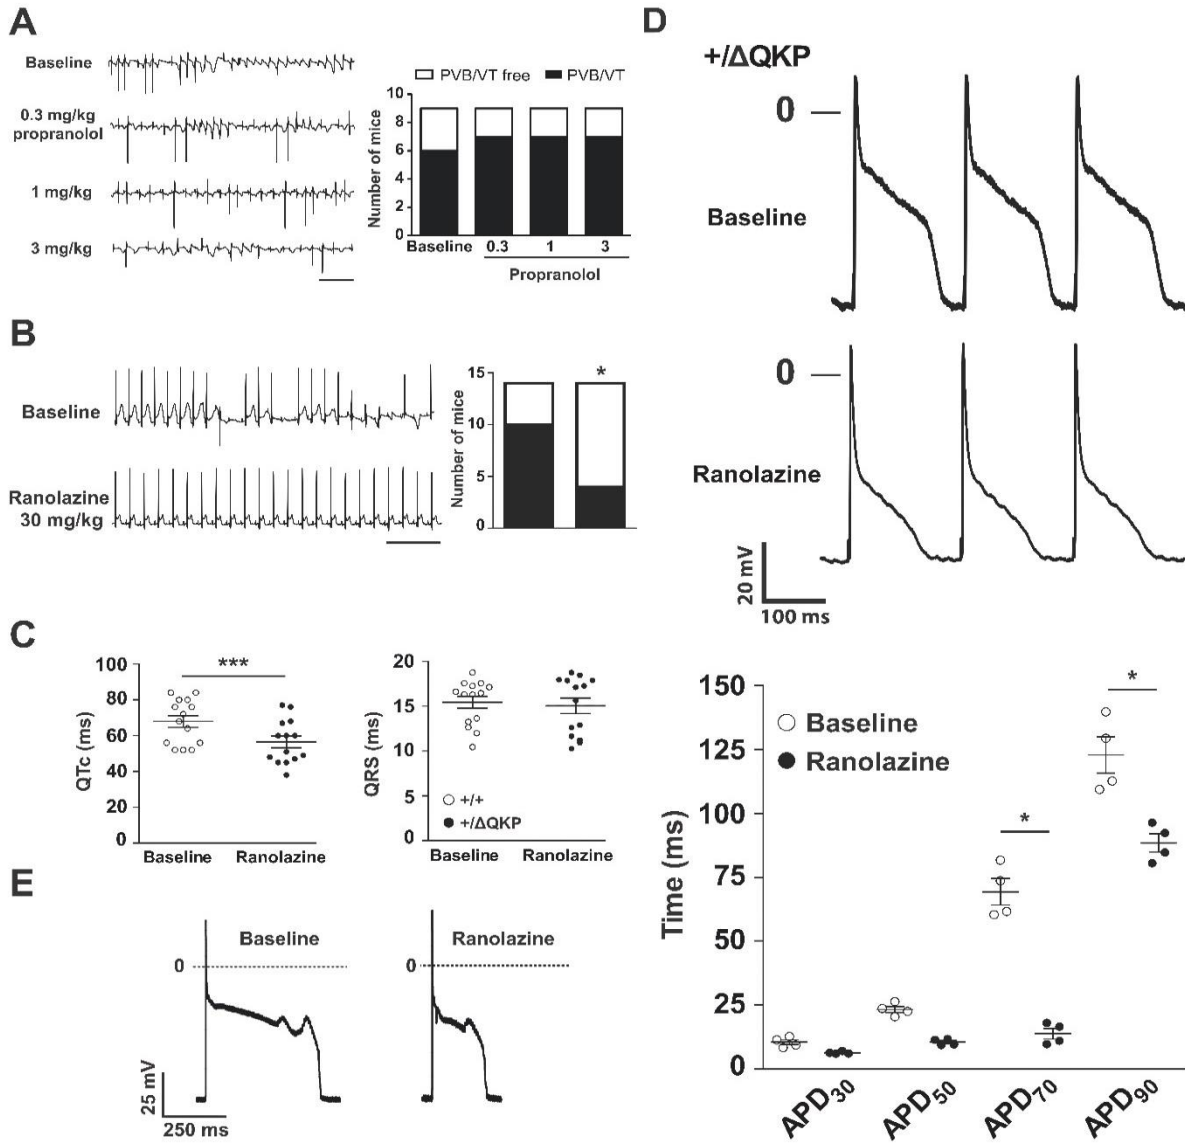 A
Baseline
0.3 mg/kg
propranolol
1 mg/kg
3 mg/kg
PVB/VT free PVB/VT
Number of mice
10
8
6
4
2
0
Baseline 0.3 1 3
Propranolol
B
Baseline
Ranolazine
30 mg/kg
Number of mice
15
10
5
0
*
C
QTc (ms)
100
80
60
40
20
0
***
Baseline Ranolazine
QRS (ms)
20
15
10
5
0
+/+
+/ΔQKP
Baseline Ranolazine
D
+/ΔQKP
0
Baseline
0
Ranolazine
20 mV
100 ms
Time (ms)
150
125
100
75
50
25
0
Baseline
Ranolazine
*
*
APD30 APD50 APD70 APD90
E
Baseline
Ranolazine
0
0
25 mV
250 ms